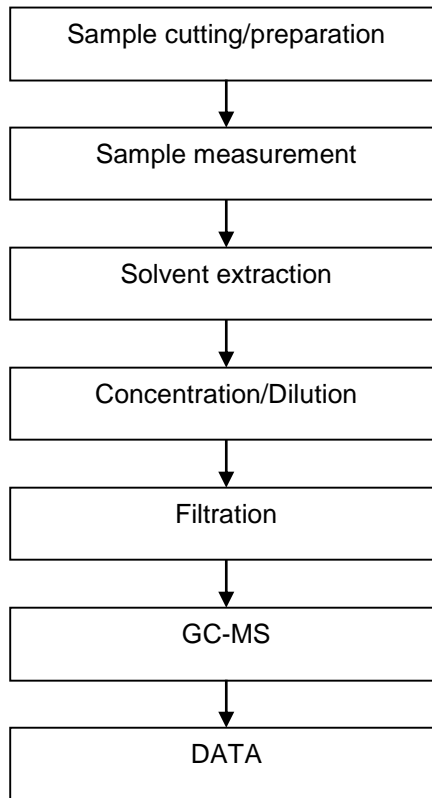 Sample cutting/preparation
Sample measurement
Solvent extraction
Concentration/Dilution
Filtration
GC-MS
DATA